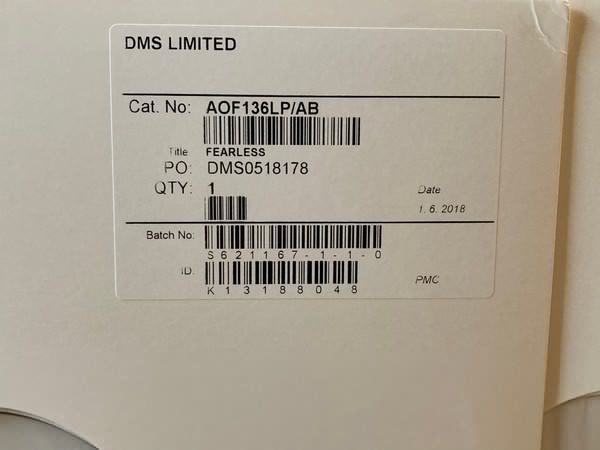 DMS LIMITED
Cat. No: AOF136LP/AB
Title: FEARLESS
PO: DMS0518178
QTY: 1
Date
1. 6. 2018
Batch No:
S621167-1-1-0
ID:
K13188048
PMC